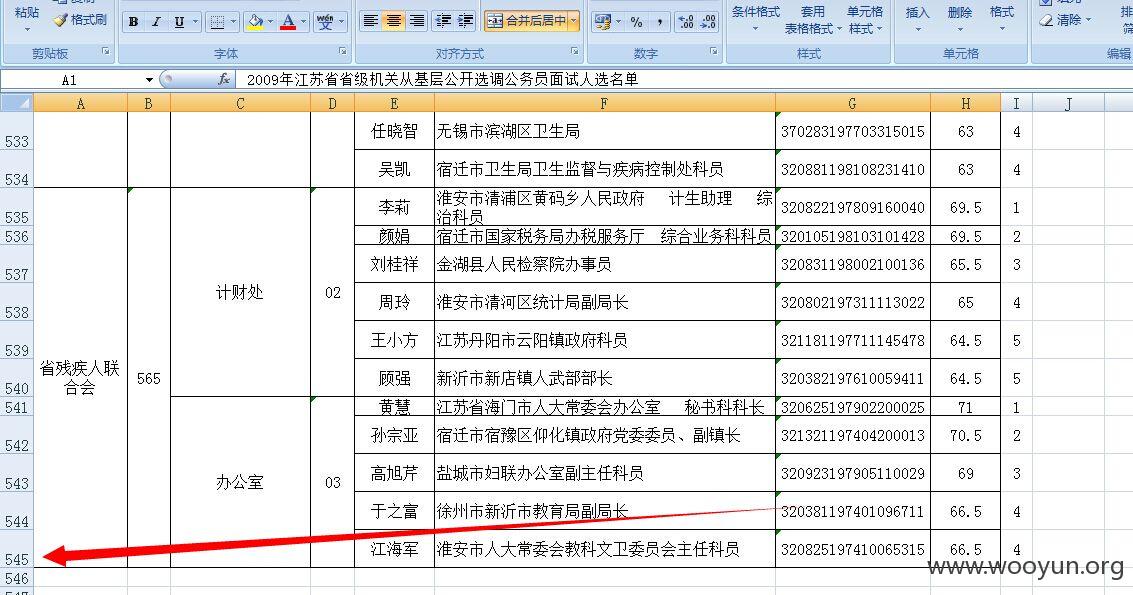 粘贴 格式刷 剪贴板
B I U A 字体
合并后居中 对齐方式
% , 数字
条件格式 套用 表格格式 单元格 样式 样式
插入 删除 格式 单元格
清除 编辑
A1 fx 2009年江苏省省级机关从基层公开选调公务员面试人选名单
A B C D E F G H I J
533 任晓智 无锡市滨湖区卫生局 370283197703315015 63 4
534 吴凯 宿迁市卫生局卫生监督与疾病控制处科员 320881198108231410 63 4
535 李莉 淮安市清浦区黄码乡人民政府 计生助理 综
治科员 320822197809160040 69.5 1
536 颜娟 宿迁市国家税务局办税服务厅 综合业务科科员 320105198103101428 69.5 2
537 刘桂祥 金湖县人民检察院办事员 320831198002100136 65.5 3
计财处 02
538 周玲 淮安市清河区统计局副局长 320802197311113022 65 4
539 王小方 江苏丹阳市云阳镇政府科员 321181197711145478 64.5 5
省残疾人联
合会 565
540 顾强 新沂市新店镇人武部部长 320382197610059411 64.5 5
541 黄慧 江苏省海门市人大常委会办公室 秘书科科长 320625197902200025 71 1
542 孙宗亚 宿迁市宿豫区仰化镇政府党委委员、副镇长 321321197404200013 70.5 2
543 高旭芹 盐城市妇联办公室副主任科员 320923197905110029 69 3
办公室 03
544 于之富 徐州市新沂市教育局副局长 320381197401096711 66.5 4
545 江海军 淮安市人大常委会教科文卫委员会主任科员 320825197410065315 66.5 4
546
www.wooyun.org